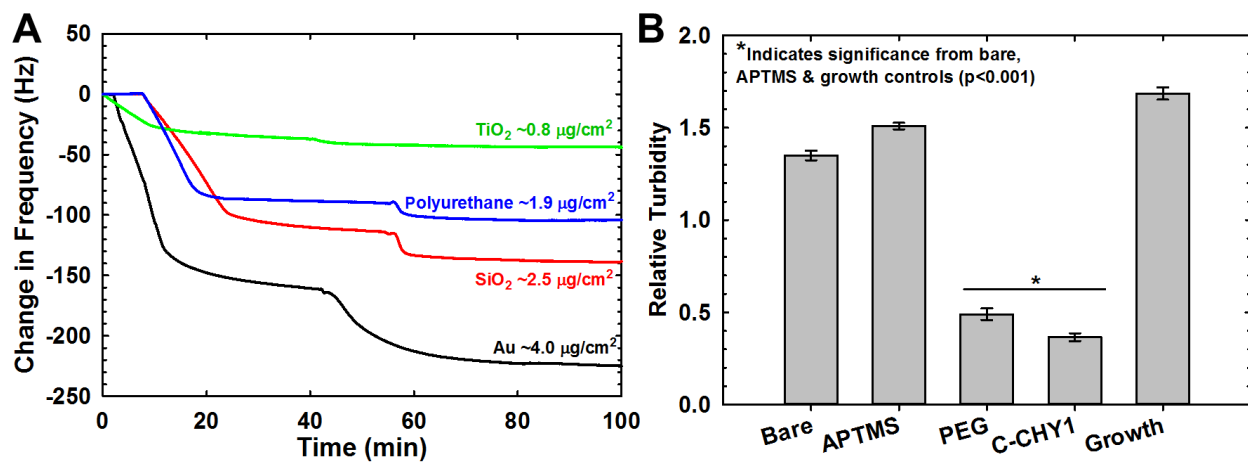 A
50
0
-50
-100
-150
-200
-250
Change in Frequency (Hz)
TiO2 ~0.8 μg/cm2
Polyurethane ~1.9 μg/cm2
SiO2 ~2.5 μg/cm2
Au ~4.0 μg/cm2
0 20 40 60 80 100
Time (min)
B
2.0
1.5
1.0
0.5
0.0
Relative Turbidity
*Indicates significance from bare,
APTMS & growth controls (p<0.001)
*
Bare APTMS PEG C-CHY1 Growth